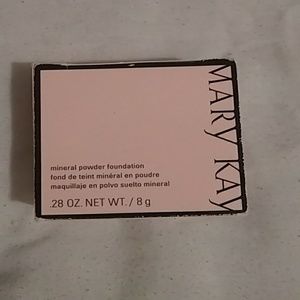 MARY KAY
mineral powder foundation
fond de teint minéral en poudre
maquillaje en polvo suelto mineral
.28 OZ. NET WT. / 8 g